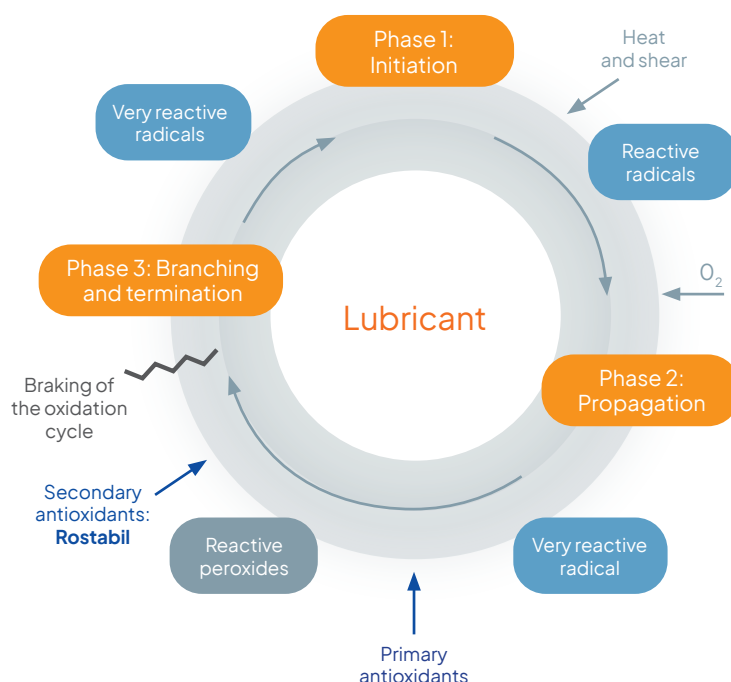 Phase 1:
Initiation
Heat
and shear
Very reactive
radicals
Reactive
radicals
Phase 3: Branching
and termination
O₂
Lubricant
Phase 2:
Propagation
Braking of
the oxidation
cycle
Secondary
antioxidants:
Rostabil
Reactive
peroxides
Very reactive
radical
Primary
antioxidants